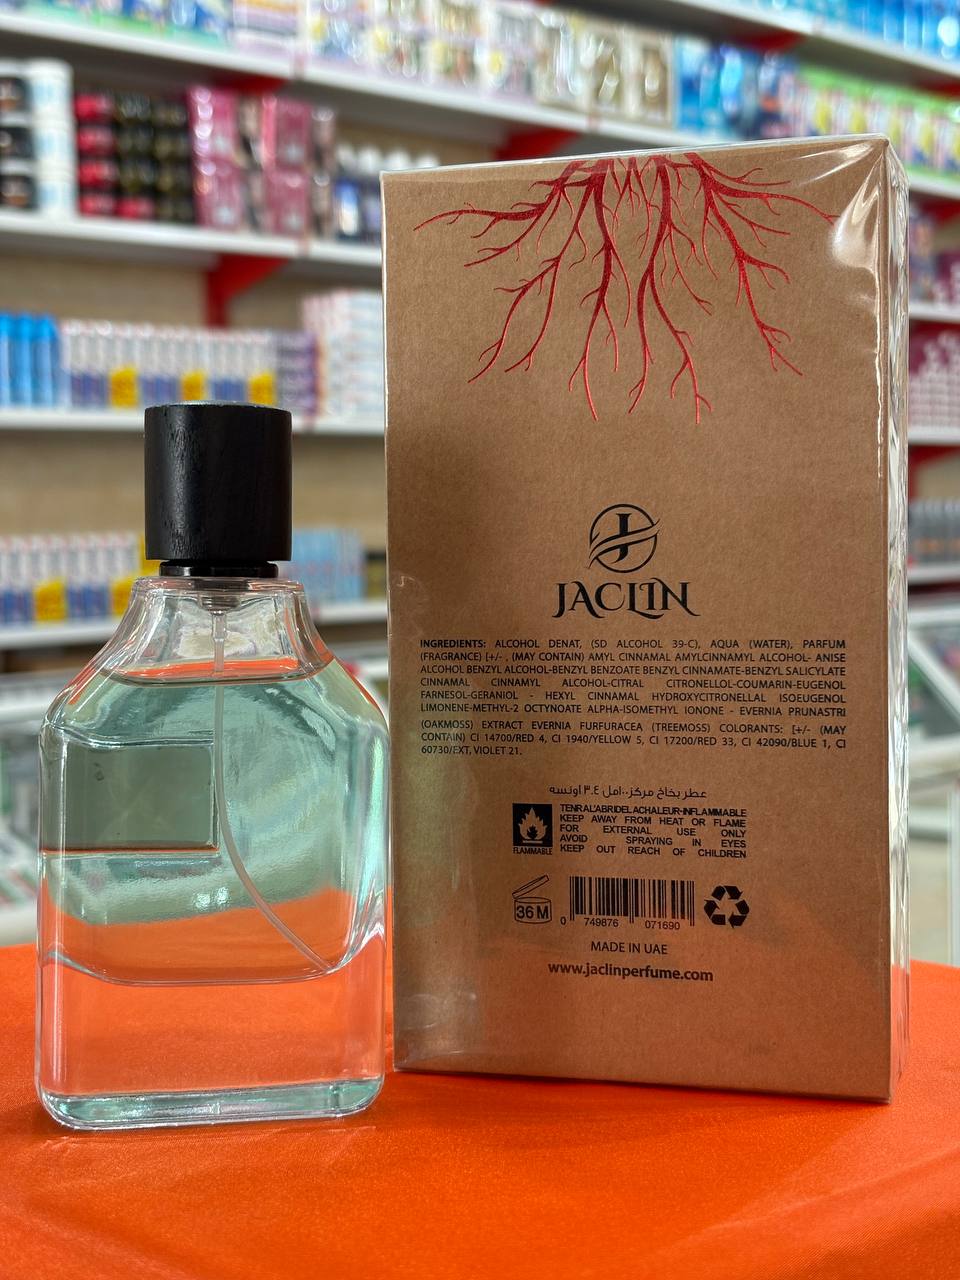 J
JACLIN
INGREDIENTS: ALCOHOL DENAT, (SD ALCOHOL 39-C), AQUA (WATER), PARFUM
(FRAGRANCE) [+/- , (MAY CONTAIN) AMYL CINNAMAL AMYLCINNAMYL ALCOHOL- ANISE
ALCOHOL BENZYL ALCOHOL-BENZYL BENZOATE BENZYL CINNAMATE-BENZYL SALICYLATE
CINNAMAL CINNAMYL ALCOHOL-CITRAL CITRONELLOL-COUMARIN-EUGENOL
FARNESOL-GERANIOL - HEXYL CINNAMAL HYDROXYCITRONELLAL ISOEUGENOL
LIMONENE-METHYL-2 OCTYNOATE ALPHA-ISOMETHYL IONONE - EVERNIA PRUNASTRI
(OAKMOSS) EXTRACT EVERNIA FURFURACEA (TREEMOSS) COLORANTS: [+/- (MAY
CONTAIN) CI 14700/RED 4, CI 1940/YELLOW 5, CI 17200/RED 33, CI 42090/BLUE 1, CI
60730/EXT, VIOLET 21.
عطر بخاخ مركز١٠٠مل ٣.٤ اونسه
TENRAL'ABRIDELACHALEUR-INFLAMMABLE
KEEP AWAY FROM HEAT OR FLAME
FOR EXTERNAL USE ONLY
AVOID SPRAYING IN EYES
KEEP OUT REACH OF CHILDREN
FLAMMABLE
36 M
0 749876 071690
MADE IN UAE
www.jaclinperfume.com